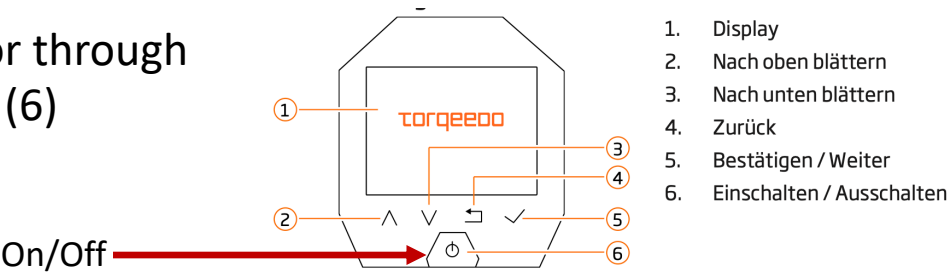 or through
(6)
On/Off
1
TORQEEDO
3
4
2
5
6
1. Display
2. Nach oben blättern
3. Nach unten blättern
4. Zurück
5. Bestätigen / Weiter
6. Einschalten / Ausschalten